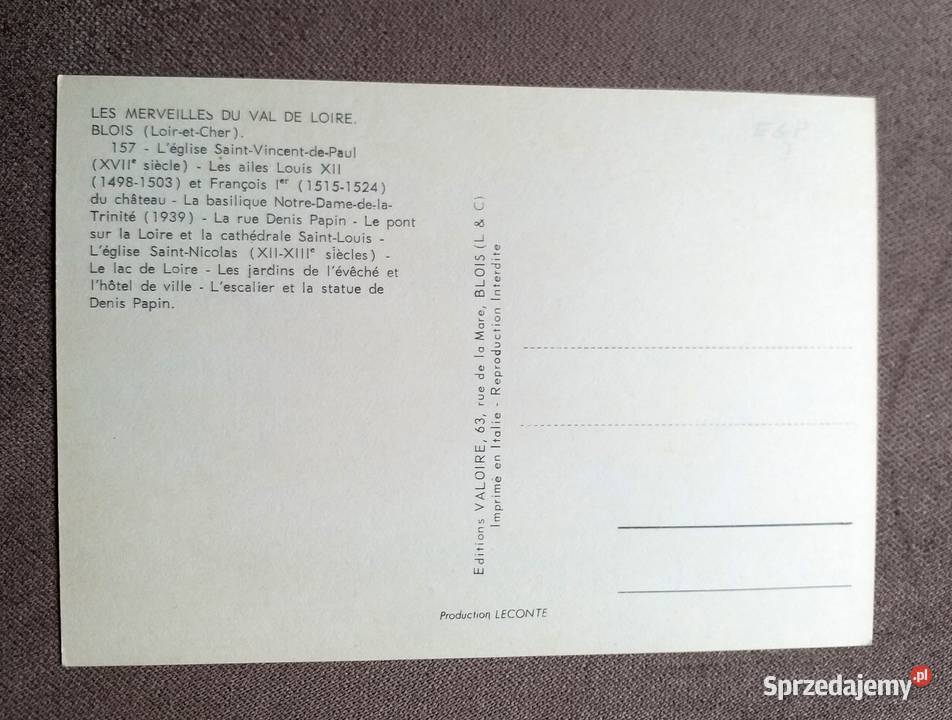 LES MERVEILLES DU VAL DE LOIRE.
BLOIS (Loir-et-Cher).
157 - L'église Saint-Vincent-de-Paul
(XVIIe siècle) - Les ailes Louis XII
(1498-1503) et François Ier (1515-1524)
du château - La basilique Notre-Dame-de-la-
Trinité (1939) - La rue Denis Papin - Le pont
sur la Loire et la cathédrale Saint-Louis -
L'église Saint-Nicolas (XII-XIIIe siècles) -
Le lac de Loire - Les jardins de l'évêché et
l'hôtel de ville - L'escalier et la statue de
Denis Papin.
Editions VALOIRE, 63, rue de la Mare, BLOIS (L & C)
Imprimé en Italie - Reproduction Interdite
Production LECONTE
Sprzedajemy.pl